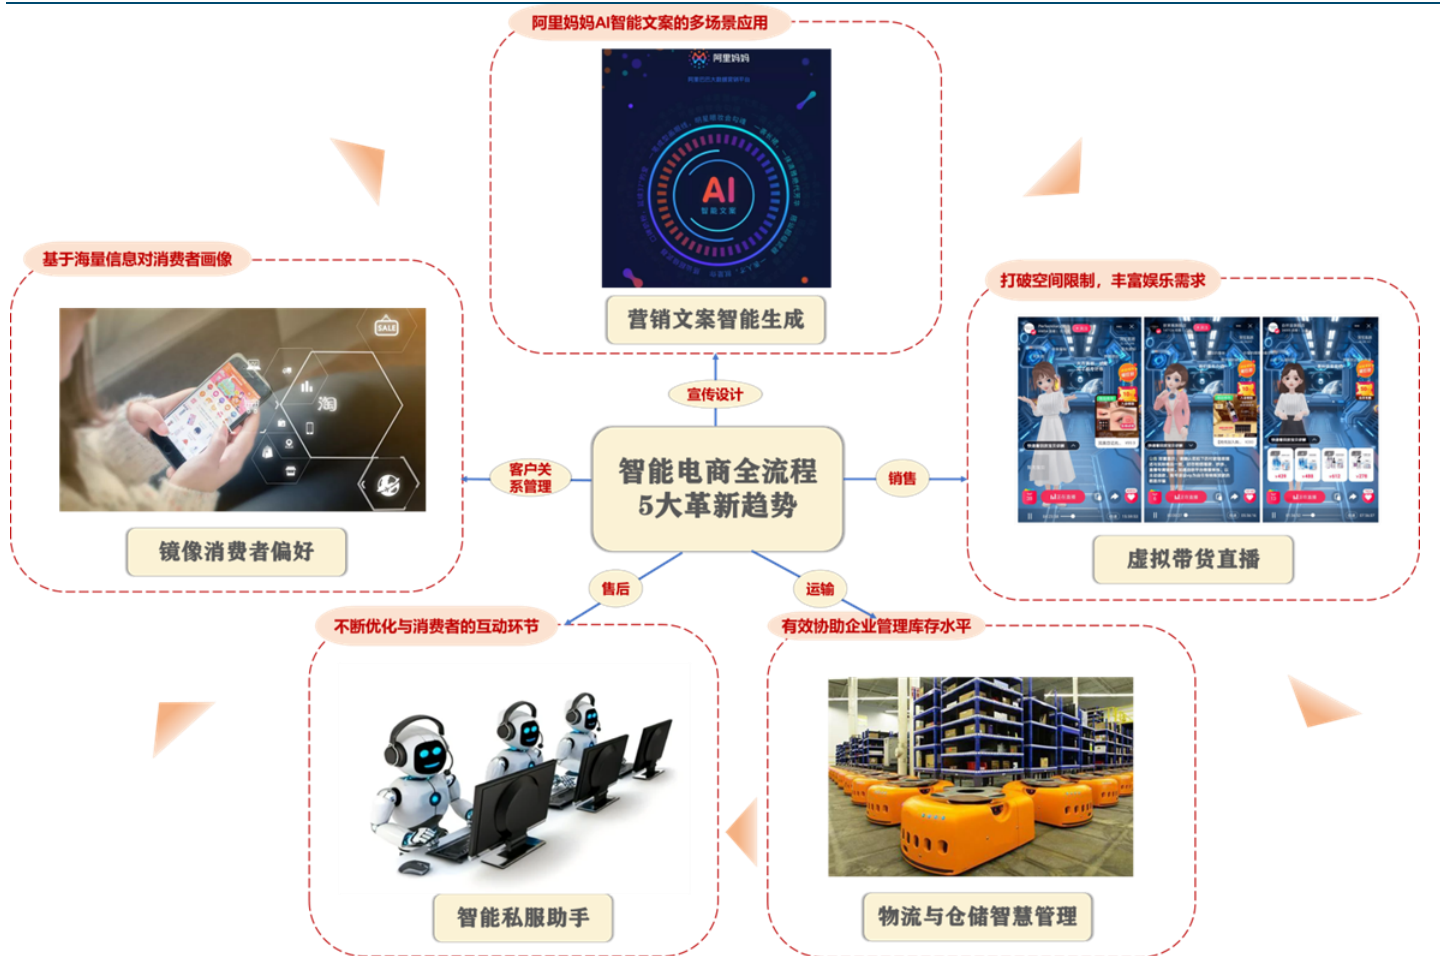 阿里妈妈AI智能文案的多场景应用
阿里妈妈
AI
智能文案
营销文案智能生成
宣传设计
基于海量信息对消费者画像
SALE
淘
镜像消费者偏好
客户关
系管理
智能电商全流程
5大革新趋势
销售
打破空间限制，丰富娱乐需求
虚拟带货直播
售后
运输
不断优化与消费者的互动环节
智能私服助手
有效协助企业管理库存水平
物流与仓储智慧管理